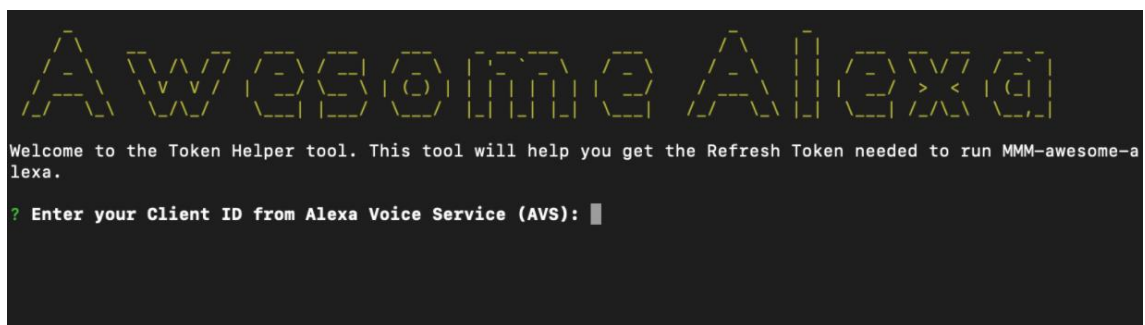 Awesome Alexa
Welcome to the Token Helper tool. This tool will help you get the Refresh Token needed to run MMM-awesome-a
lexa.
? Enter your Client ID from Alexa Voice Service (AVS):